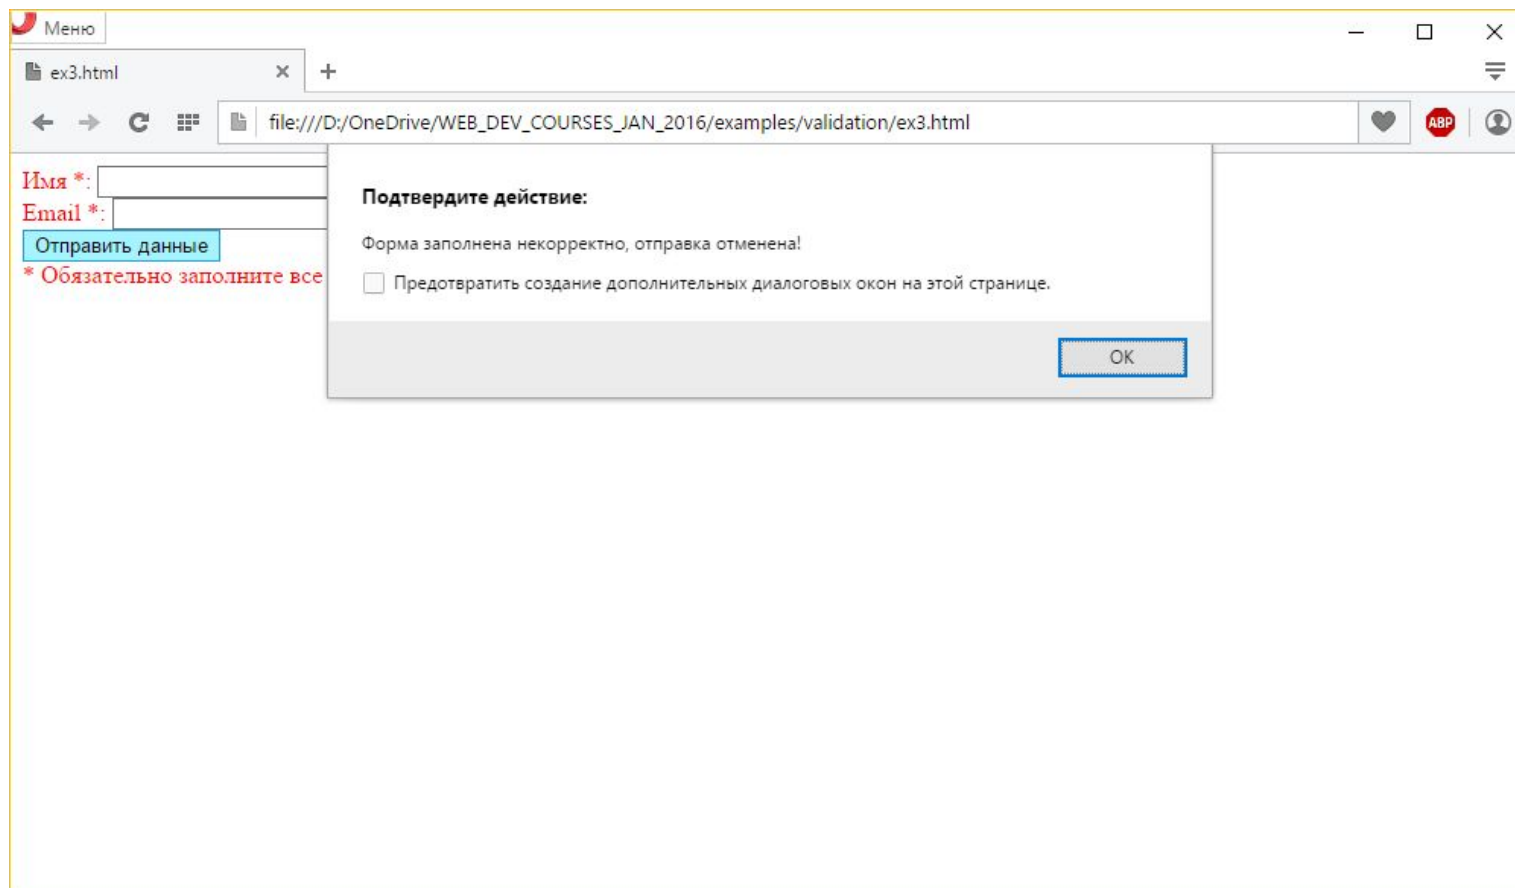 Меню
ex3.html
file:///D:/OneDrive/WEB_DEV_COURSES_JAN_2016/examples/validation/ex3.html
ABP
Имя *:
Email *:
Отправить данные
* Обязательно заполните все
Подтвердите действие:
Форма заполнена некорректно, отправка отменена!
Предотвратить создание дополнительных диалоговых окон на этой странице.
OK